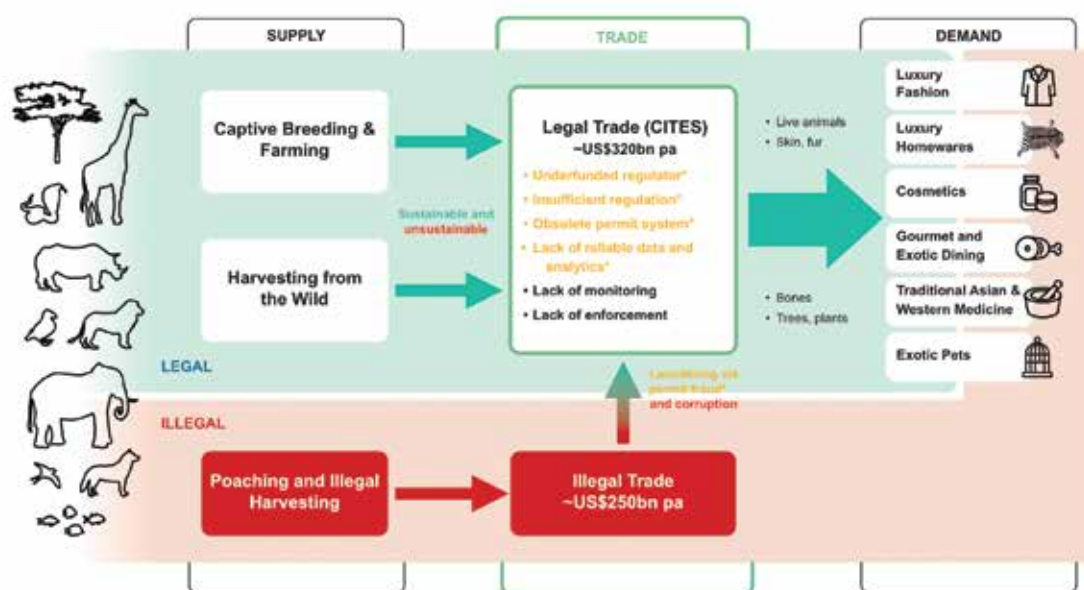 SUPPLY
TRADE
DEMAND
Captive Breeding &
Farming
Harvesting from
the Wild
Sustainable and
unsustainable
Legal Trade (CITES)
~US$320bn pa
• Underfunded regulator*
• Insufficient regulation*
• Obsolete permit system*
• Lack of reliable data and
analytics*
• Lack of monitoring
• Lack of enforcement
• Live animals
• Skin, fur
• Bones
• Trees, plants
Luxury
Fashion
Luxury
Homewares
Cosmetics
Gourmet and
Exotic Dining
Traditional Asian &
Western Medicine
Exotic Pets
LEGAL
Laundering via
permit fraud*
and corruption
ILLEGAL
Poaching and Illegal
Harvesting
Illegal Trade
~US$250bn pa